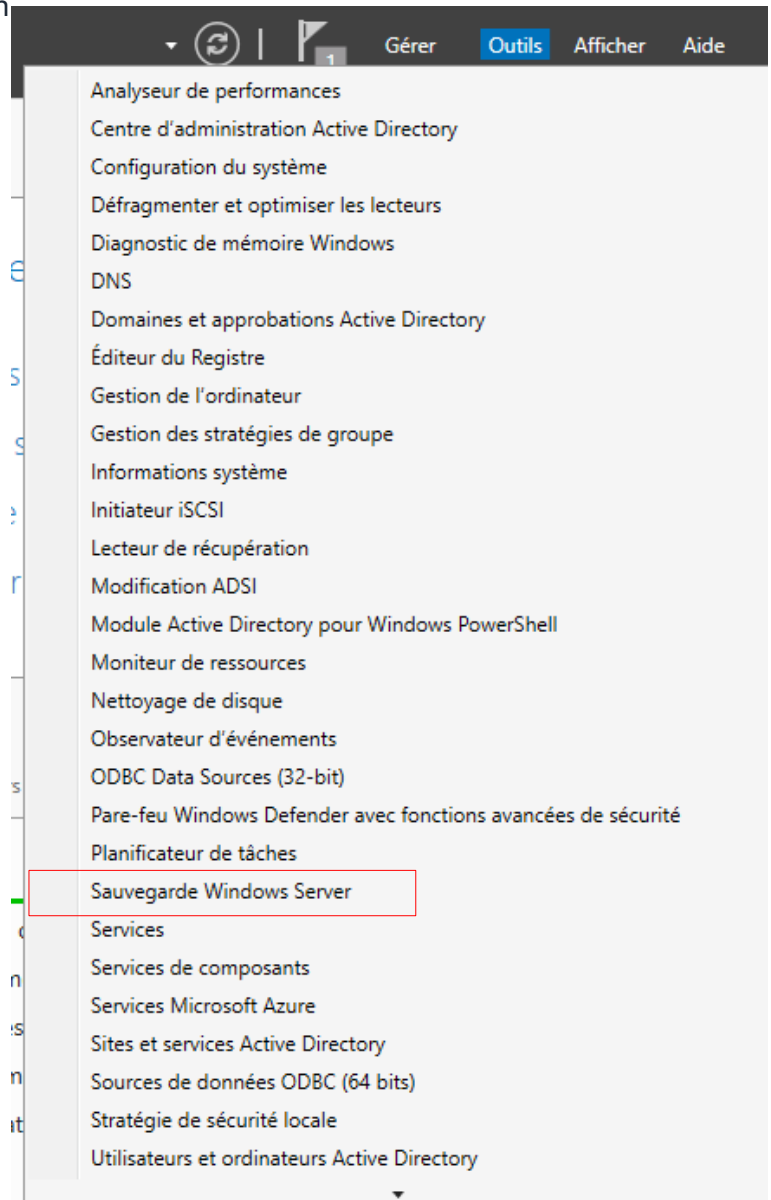 1 Gérer Outils Afficher Aide
Analyseur de performances
Centre d'administration Active Directory
Configuration du système
Défragmenter et optimiser les lecteurs
Diagnostic de mémoire Windows
DNS
Domaines et approbations Active Directory
Éditeur du Registre
Gestion de l'ordinateur
Gestion des stratégies de groupe
Informations système
Initiateur iSCSI
Lecteur de récupération
Modification ADSI
Module Active Directory pour Windows PowerShell
Moniteur de ressources
Nettoyage de disque
Observateur d'événements
ODBC Data Sources (32-bit)
Pare-feu Windows Defender avec fonctions avancées de sécurité
Planificateur de tâches
Sauvegarde Windows Server
Services
Services de composants
Services Microsoft Azure
Sites et services Active Directory
Sources de données ODBC (64 bits)
Stratégie de sécurité locale
Utilisateurs et ordinateurs Active Directory